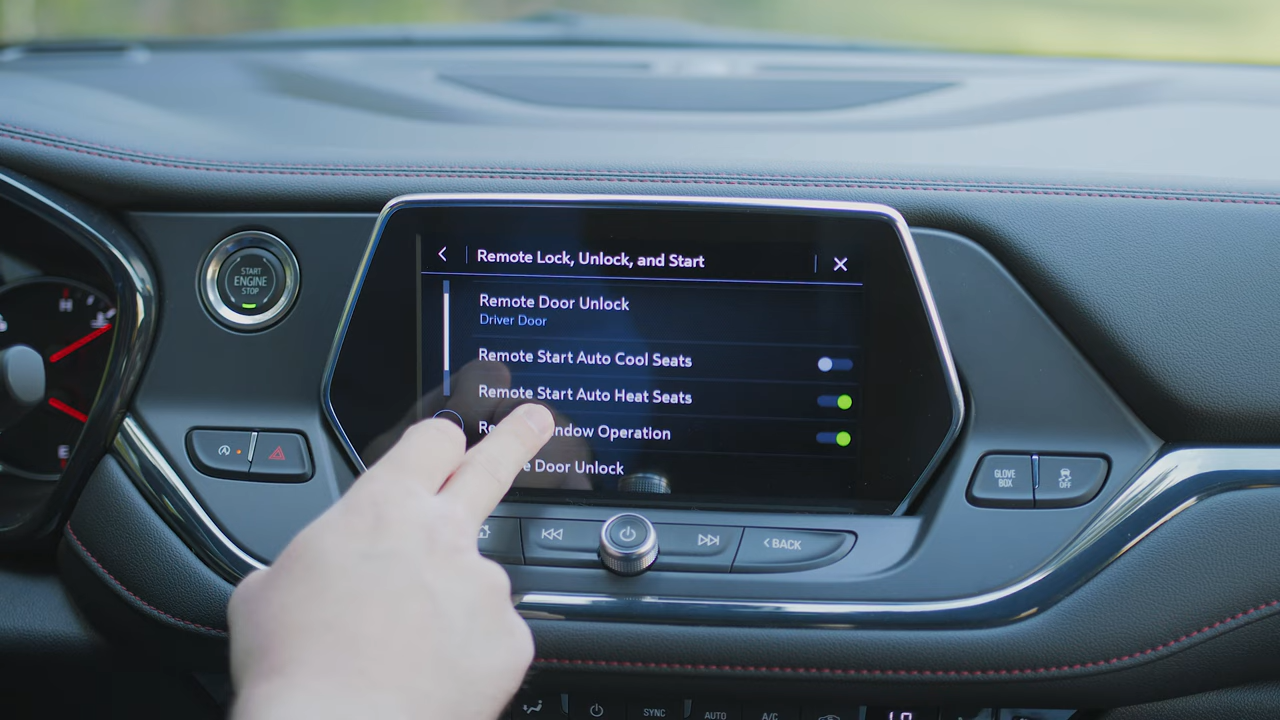 Remote Lock, Unlock, and Start
Remote Door Unlock
Driver Door
Remote Start Auto Cool Seats
Remote Start Auto Heat Seats
Window Operation
Door Unlock
START
ENGINE
STOP
H
E
GLOVE
BOX
OFF
BACK
SYNC
AUTO
A/C